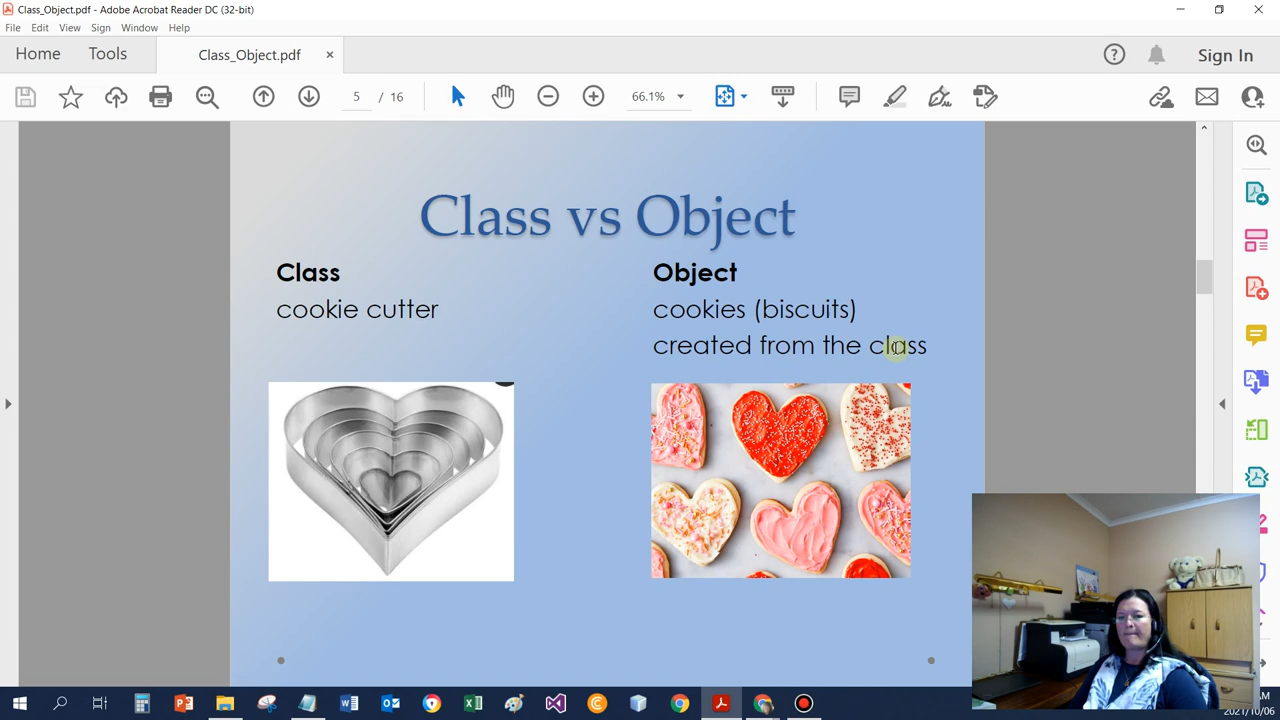 Class_Object.pdf - Adobe Acrobat Reader DC (32-bit)
File Edit View Sign Window Help
Home Tools Class_Object.pdf × Sign In
5 / 16 66.1%
Class vs Object
Class
cookie cutter
Object
cookies (biscuits)
created from the class
AM
2021/10/06